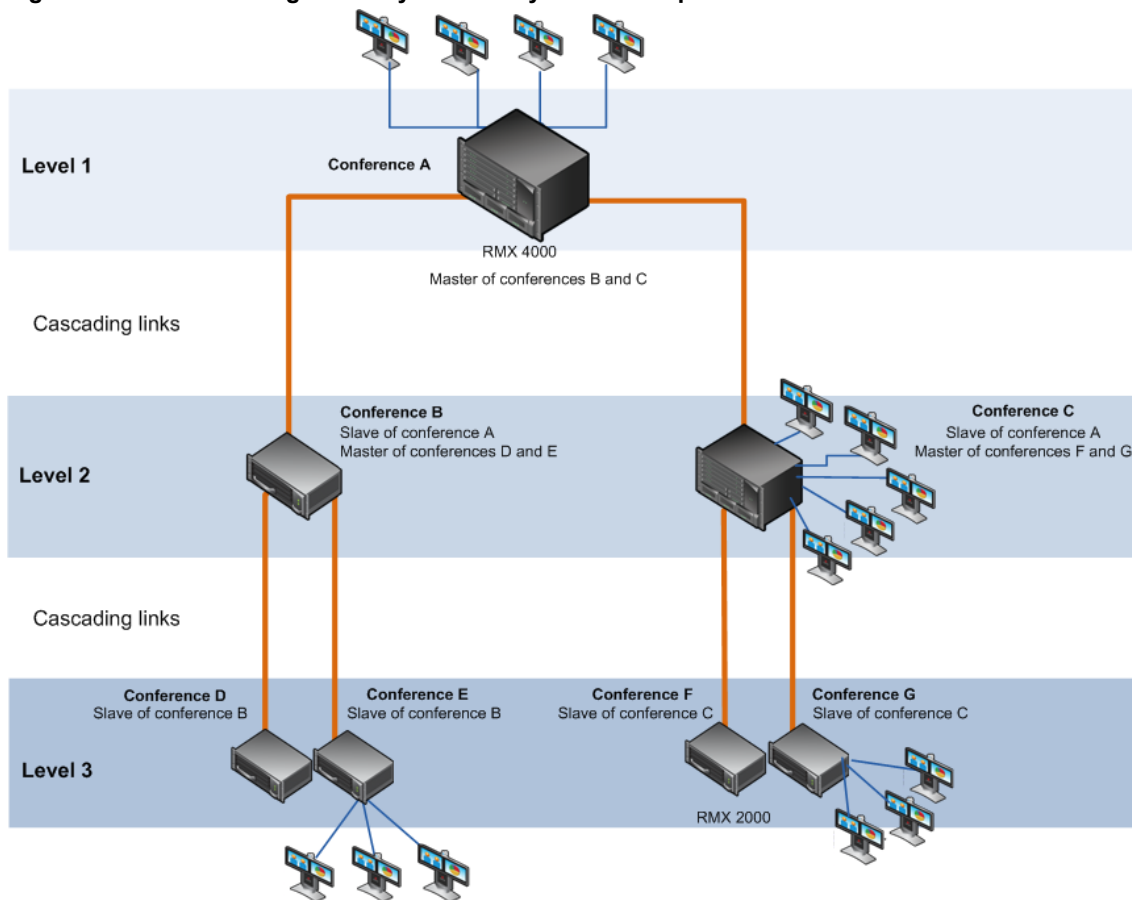 Level 1
Conference A
RMX 4000
Master of conferences B and C
Cascading links
Conference B
Slave of conference A
Master of conferences D and E
Conference C
Slave of conference A
Master of conferences F and G
Level 2
Cascading links
Conference D
Slave of conference B
Conference E
Slave of conference B
Conference F
Slave of conference C
Conference G
Slave of conference C
Level 3
RMX 2000